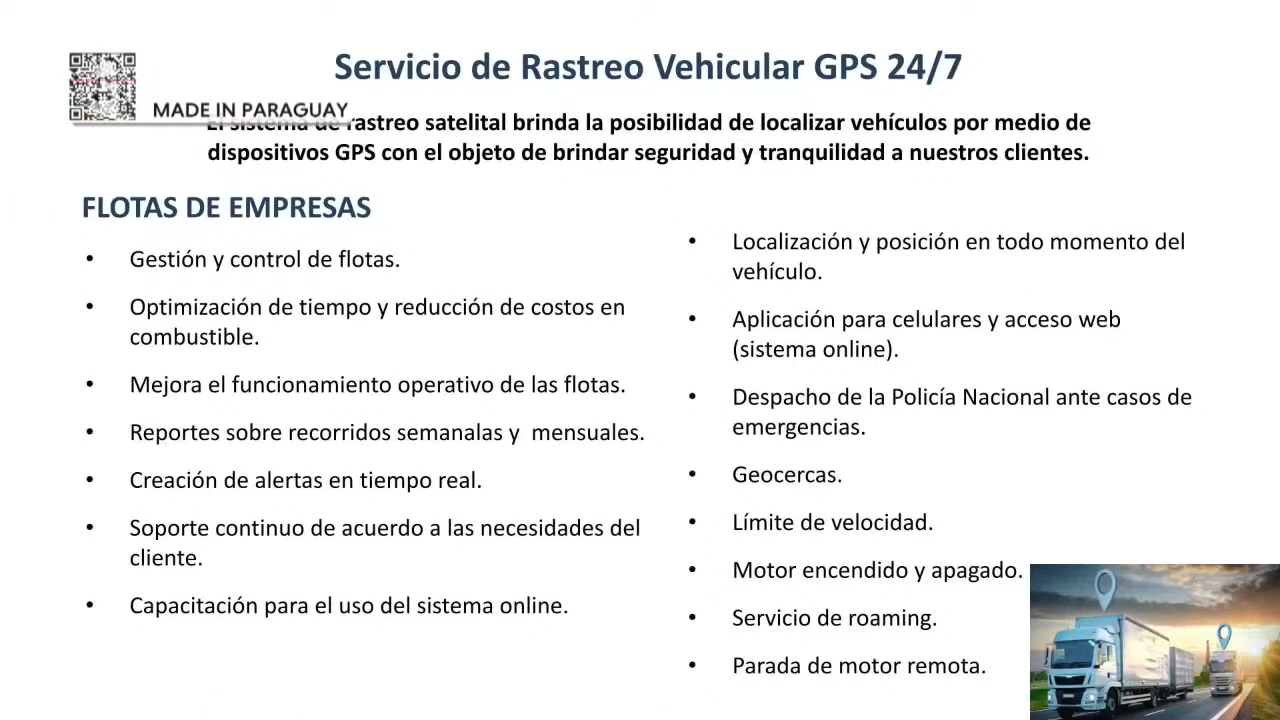 Servicio de Rastreo Vehicular GPS 24/7
MADE IN PARAGUAY
El sistema de rastreo satelital brinda la posibilidad de localizar vehículos por medio de
dispositivos GPS con el objeto de brindar seguridad y tranquilidad a nuestros clientes.
FLOTAS DE EMPRESAS
• Gestión y control de flotas.
• Optimización de tiempo y reducción de costos en
combustible.
• Mejora el funcionamiento operativo de las flotas.
• Reportes sobre recorridos semanalas y  mensuales.
• Creación de alertas en tiempo real.
• Soporte continuo de acuerdo a las necesidades del
cliente.
• Capacitación para el uso del sistema online.
• Localización y posición en todo momento del
vehículo.
• Aplicación para celulares y acceso web
(sistema online).
• Despacho de la Policía Nacional ante casos de
emergencias.
• Geocercas.
• Límite de velocidad.
• Motor encendido y apagado.
• Servicio de roaming.
• Parada de motor remota.